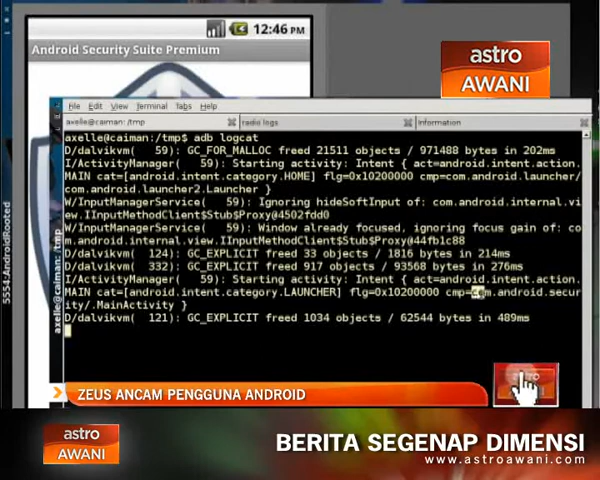 12:46 PM
Android Security Suite Premium
astro
AWANI
File Edit View Terminal Tabs Help
axelle@caiman: /tmp
radio logs
Information
axelle@caiman:/tmp$ adb logcat
D/dalvikvm( 59): GC_FOR_MALLOC freed 21511 objects / 971488 bytes in 202ms
I/ActivityManager( 59): Starting activity: Intent { act=android.intent.action.
MAIN cat=[android.intent.category.HOME] flg=0x10200000 cmp=com.android.launcher/
com.android.launcher2.Launcher }
W/InputManagerService( 59): Ignoring hideSoftInput of: com.android.internal.vi
ew.IInputMethodClient$Stub$Proxy@4502fdd0
W/InputManagerService( 59): Window already focused, ignoring focus gain of: co
m.android.internal.view.IInputMethodClient$Stub$Proxy@44fb1c88
D/dalvikvm( 124): GC_EXPLICIT freed 33 objects / 1816 bytes in 214ms
D/dalvikvm( 332): GC_EXPLICIT freed 917 objects / 93568 bytes in 276ms
I/ActivityManager( 59): Starting activity: Intent { act=android.intent.action.
MAIN cat=[android.intent.category.LAUNCHER] flg=0x10200000 cmp=com.android.secur
ity/.MainActivity }
D/dalvikvm( 121): GC_EXPLICIT freed 1034 objects / 62544 bytes in 489ms
5554:AndroidRooted
axelle@caiman: /tmp
ZEUS ANCAM PENGGUNA ANDROID
astro
AWANI
BERITA SEGENAP DIMENSI
www.astroawani.com